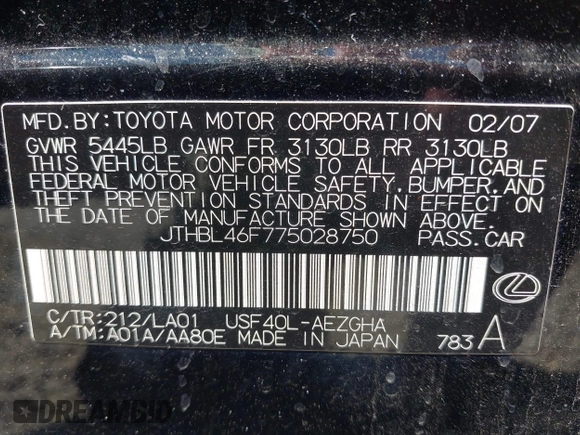 MFD. BY: TOYOTA MOTOR CORPORATION 02/07
GVWR 5445LB GAWR FR 3130LB RR 3130LB
THIS VEHICLE CONFORMS TO ALL APPLICABLE
FEDERAL MOTOR VEHICLE SAFETY, BUMPER, AND
THEFT PREVENTION STANDARDS IN EFFECT ON
THE DATE OF MANUFACTURE SHOWN ABOVE.
JTHBL46F775028750 PASS. CAR
C/TR: 212/LA01 USF40L-AEZGHA
A/TM: A01A/AA80E MADE IN JAPAN 783 A
DREAMBID